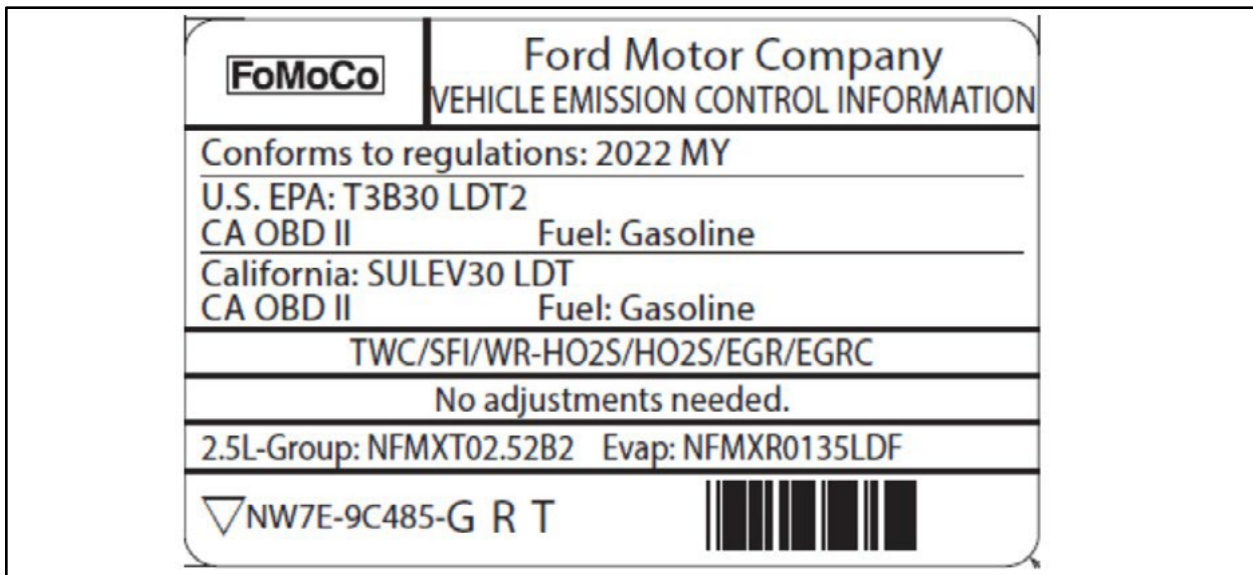 FoMoCo
Ford Motor Company
VEHICLE EMISSION CONTROL INFORMATION
Conforms to regulations: 2022 MY
U.S. EPA: T3B30 LDT2
CA OBD II Fuel: Gasoline
California: SULEV30 LDT
CA OBD II Fuel: Gasoline
TWC/SFI/WR-HO2S/HO2S/EGR/EGRC
No adjustments needed.
2.5L-Group: NFMXT02.52B2 Evap: NFMXR0135LDF
NW7E-9C485-G R T